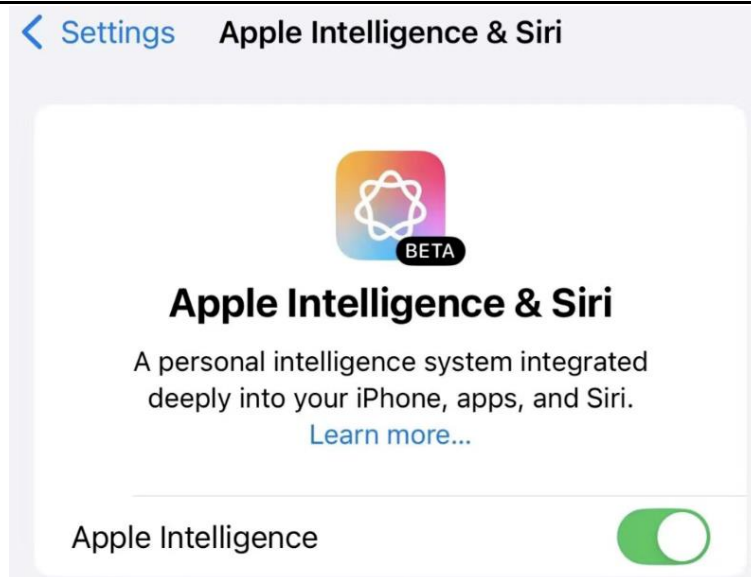 Settings
Apple Intelligence & Siri
BETA
Apple Intelligence & Siri
A personal intelligence system integrated
deeply into your iPhone, apps, and Siri.
Learn more...
Apple Intelligence